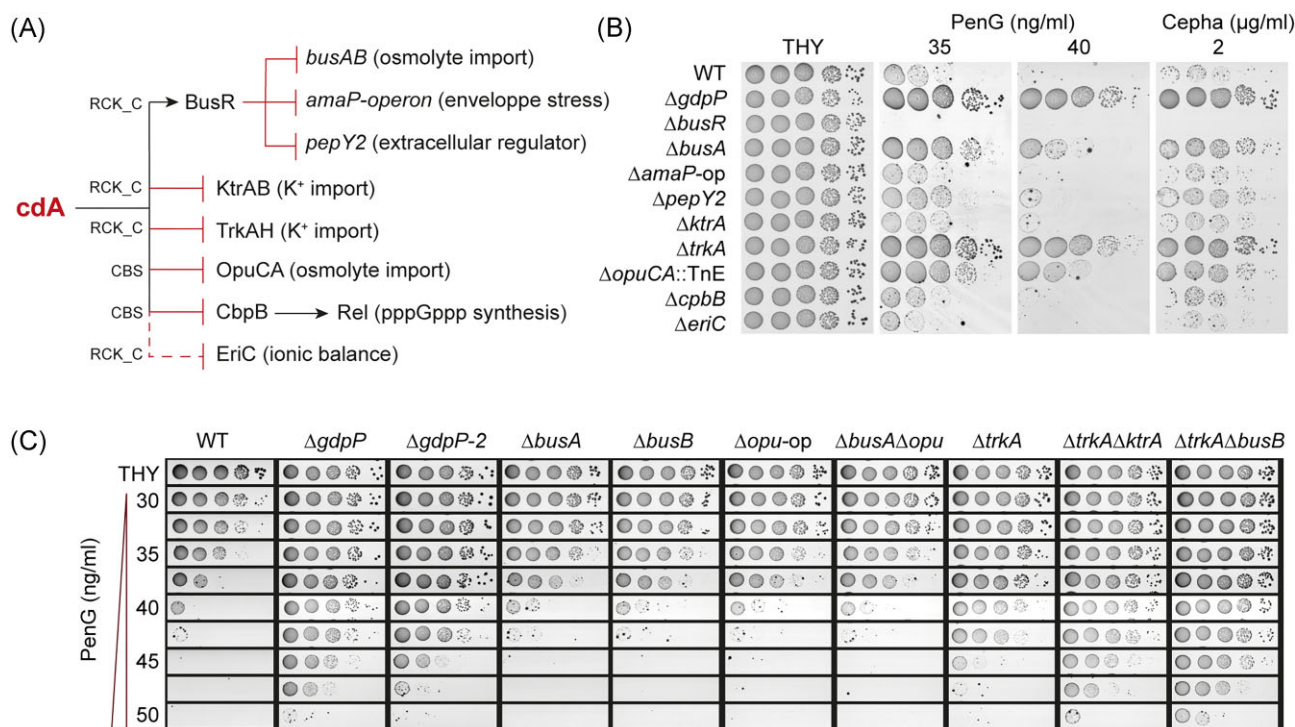 (A)
RCK_C
BusR
busAB (osmolyte import)
amaP-operon (enveloppe stress)
pepY2 (extracellular regulator)
cdA
RCK_C
KtrAB (K⁺ import)
RCK_C
TrkAH (K⁺ import)
CBS
OpuCA (osmolyte import)
CBS
CbpB
Rel (pppGppp synthesis)
RCK_C
EriC (ionic balance)
(B)
PenG (ng/ml) Cepha (µg/ml)
THY 35 40 2
WT
ΔgdpP
ΔbusR
ΔbusA
ΔamaP-op
ΔpepY2
ΔktrA
ΔtrkA
ΔopuCA::TnE
ΔcpbB
ΔeriC
(C)
WT ΔgdpP ΔgdpP-2 ΔbusA ΔbusB Δopu-op ΔbusAΔopu ΔtrkA ΔtrkAΔktrA ΔtrkAΔbusB
THY
PenG (ng/ml)
30
35
40
45
50